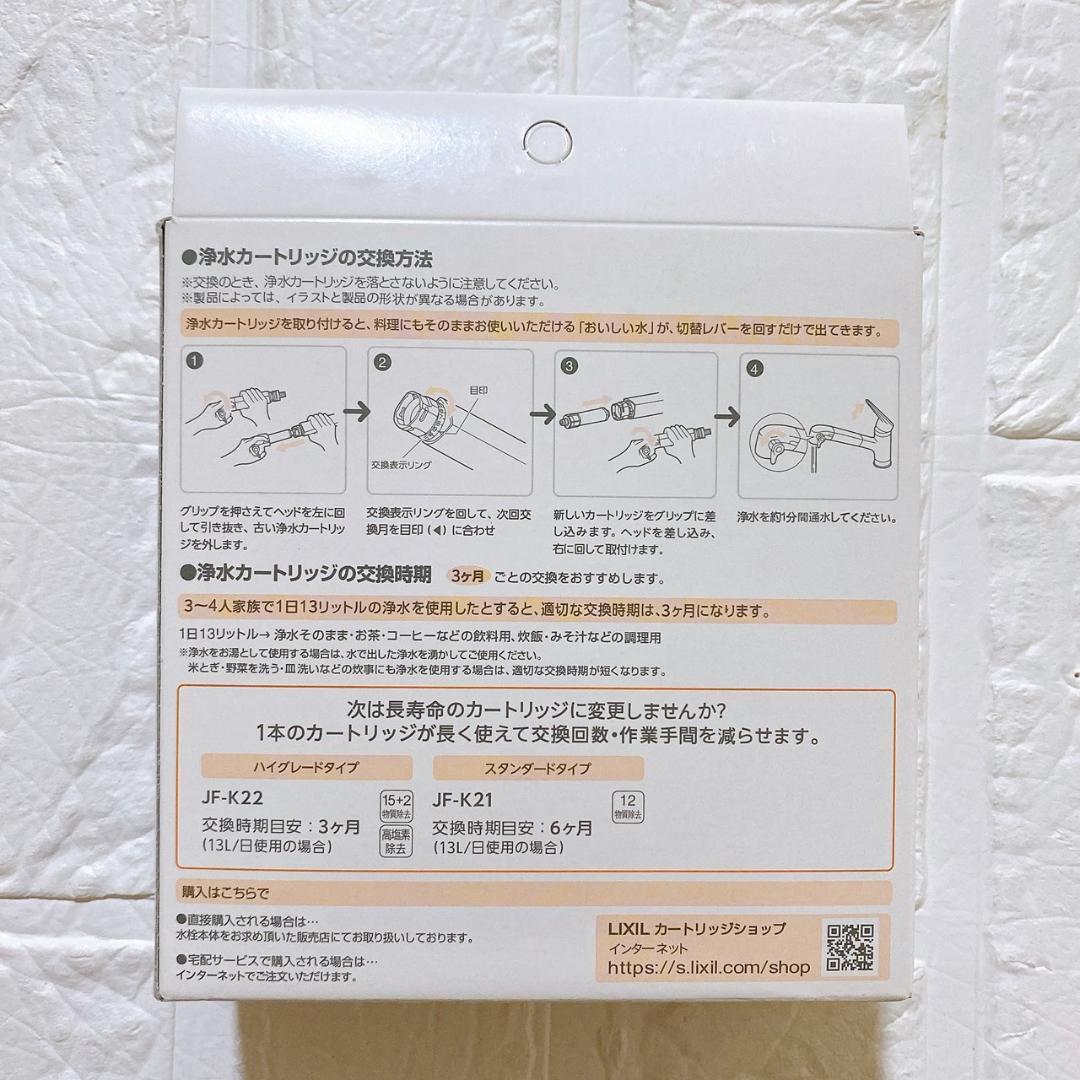 ●浄水カートリッジの交換方法
※交換のとき、浄水カートリッジを落とさないように注意してください。
※製品によっては、イラストと製品の形状が異なる場合があります。
浄水カートリッジを取り付けると、料理にもそのままお使いいただける「おいしい水」が、切替レバーを回すだけで出てきます。
1
グリップを押さえてヘッドを左に回
して引き抜き、古い浄水カートリッ
ジを外します。
2
目印
交換表示リング
交換表示リングを回して、次回交
換月を目印(◀)に合わせ
3
新しいカートリッジをグリップに差
し込みます。ヘッドを差し込み、
右に回して取付けます。
4
浄水を約1分間通水してください。
●浄水カートリッジの交換時期 3ヶ月 ごとの交換をおすすめします。
3~4人家族で1日13リットルの浄水を使用したとすると、適切な交換時期は、3ヶ月になります。
1日13リットル→浄水そのまま・お茶・コーヒーなどの飲料用、炊飯・みそ汁などの調理用
※浄水をお湯として使用する場合は、水で出した浄水を沸かしてご使用ください。
米とぎ・野菜を洗う・皿洗いなどの炊事にも浄水を使用する場合は、適切な交換時期が短くなります。
次は長寿命のカートリッジに変更しませんか?
1本のカートリッジが長く使えて交換回数・作業手間を減らせます。
ハイグレードタイプ
JF-K22
15+2
物質除去
交換時期目安:3ヶ月
高塩素
除去
(13L/日使用の場合)
スタンダードタイプ
JF-K21
12
物質除去
交換時期目安:6ヶ月
(13L/日使用の場合)
購入はこちらで
●直接購入される場合は…
水栓本体をお求め頂いた販売店にてお取り扱いしております。
●宅配サービスで購入される場合は…
インターネットでご注文いただけます。
LIXIL カートリッジショップ
インターネット
https://s.lixil.com/shop